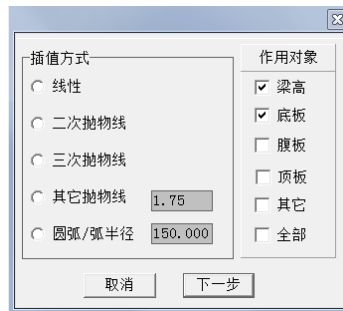 插值方式
线性
二次抛物线
三次抛物线
其它抛物线 1.75
圆弧/弧半径 150.000
作用对象
梁高
底板
腹板
顶板
其它
全部
取消 下一步